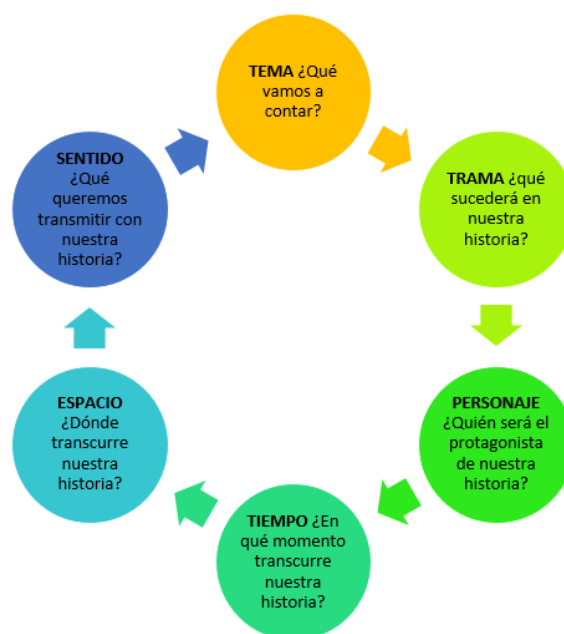 TEMA ¿Qué
vamos a
contar?
TRAMA ¿qué
sucederá en
nuestra
historia?
PERSONAJE
¿Quién será el
protagonista
de nuestra
historia?
TIEMPO ¿En
qué momento
transcurre
nuestra
historia?
ESPACIO
¿Dónde
transcurre
nuestra
historia?
SENTIDO
¿Qué
queremos
transmitir con
nuestra
historia?